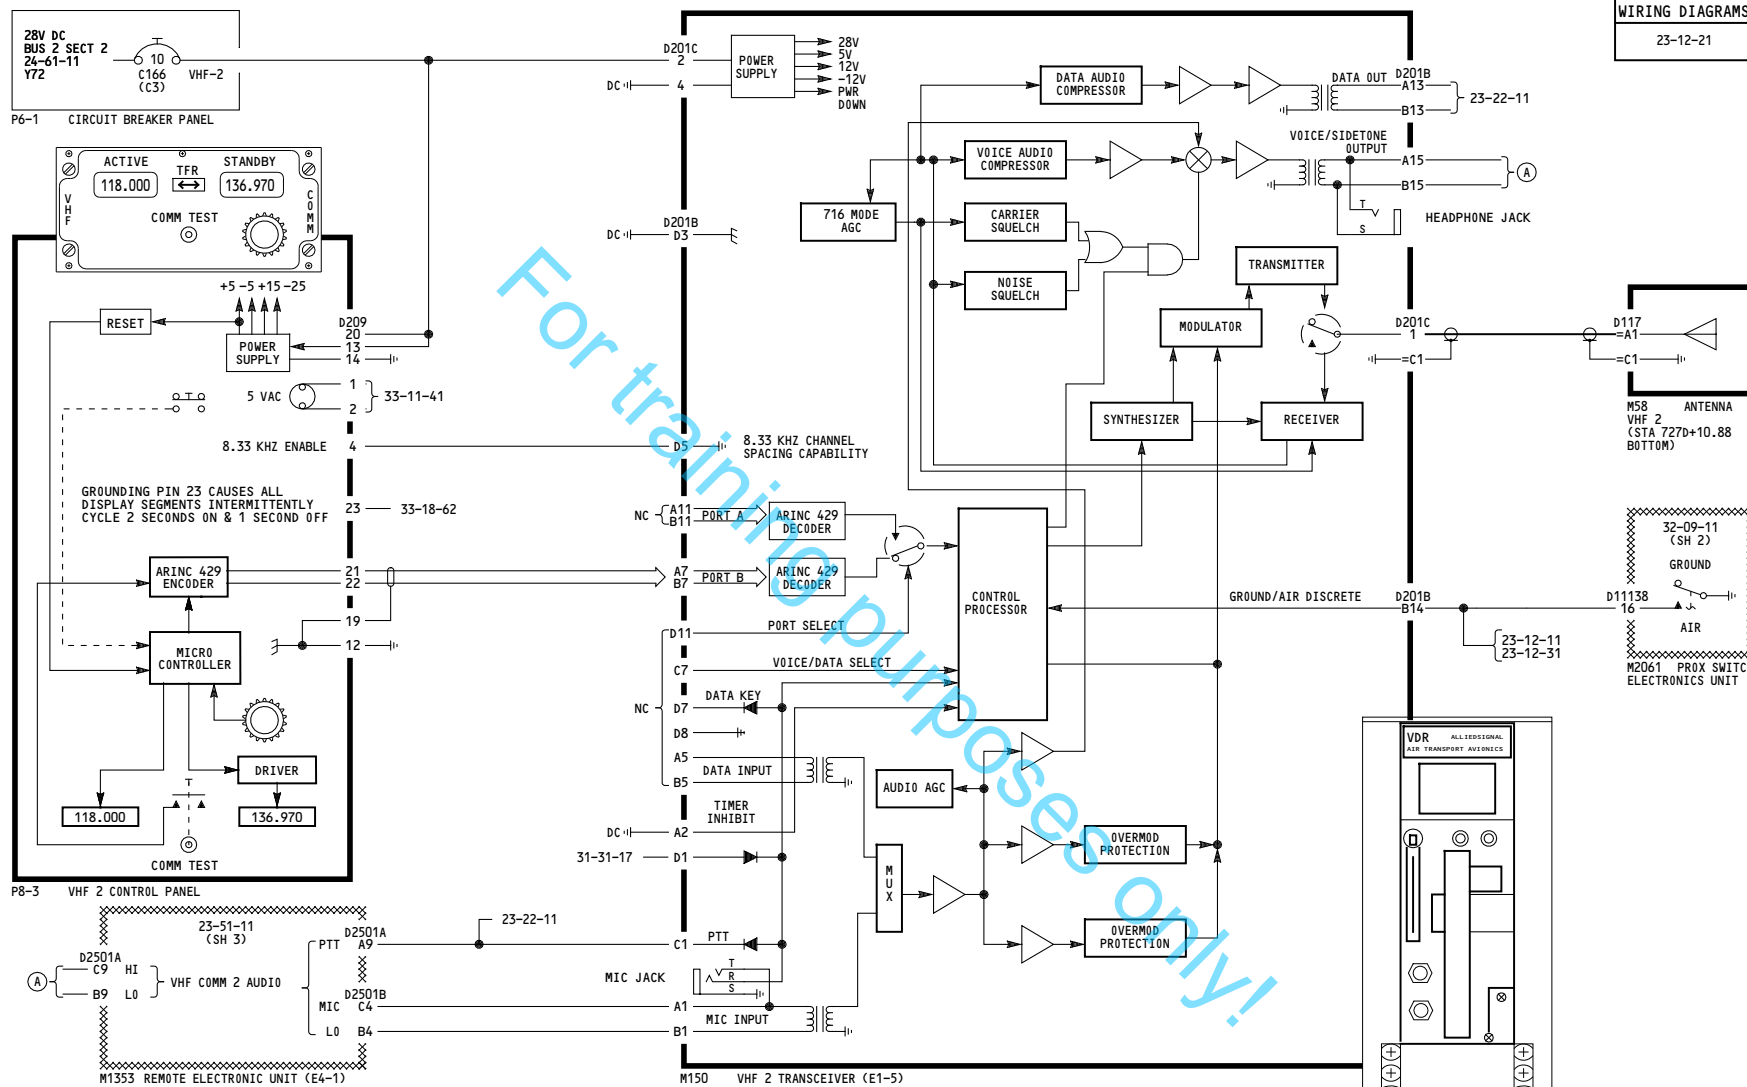 WIRING DIAGRAMS
23-12-21
28V DC
BUS 2 SECT 2
24-61-11
Y72
10
C166
(C3)
VHF-2
P6-1 CIRCUIT BREAKER PANEL
ACTIVE
TFR
STANDBY
118.000
136.970
VHF
COMM
COMM TEST
+5 -5 +15 -25
RESET
POWER
SUPPLY
D209
20
13
14
5 VAC
1
2
33-11-41
8.33 KHZ ENABLE 4
GROUNDING PIN 23 CAUSES ALL
DISPLAY SEGMENTS INTERMITTENTLY
CYCLE 2 SECONDS ON & 1 SECOND OFF
23 33-18-62
ARINC 429
ENCODER
21
22
19
12
MICRO
CONTROLLER
DRIVER
118.000
136.970
COMM TEST
P8-3 VHF 2 CONTROL PANEL
23-51-11
(SH 3)
D2501A
C9 HI
B9 LO
A
VHF COMM 2 AUDIO
D2501A
PTT A9
D2501B
MIC C4
LO B4
M1353 REMOTE ELECTRONIC UNIT (E4-1)
23-22-11
D201C
2
DC 4
POWER
SUPPLY
28V
5V
12V
-12V
PWR
DOWN
D201B
DC D3
D5
8.33 KHZ CHANNEL
SPACING CAPABILITY
NC
A11
B11
PORT A
ARINC 429
DECODER
A7
B7
PORT B
ARINC 429
DECODER
D11 PORT SELECT
C7 VOICE/DATA SELECT
NC
D7 DATA KEY
D8
A5
B5 DATA INPUT
TIMER
INHIBIT
DC A2
31-31-17 D1
C1 PTT
MIC JACK
T
R
S
A1
MIC INPUT
B1
M150 VHF 2 TRANSCEIVER (E1-5)
DATA AUDIO
COMPRESSOR
DATA OUT
D201B
A13
B13
23-22-11
VOICE AUDIO
COMPRESSOR
VOICE/SIDETONE
OUTPUT
A15
B15
A
T
S
HEADPHONE JACK
716 MODE
AGC
CARRIER
SQUELCH
NOISE
SQUELCH
TRANSMITTER
MODULATOR
SYNTHESIZER
RECEIVER
D201C
1
=C1
D117
=A1
=C1
M58 ANTENNA
VHF 2
(STA 727D+10.88
BOTTOM)
CONTROL
PROCESSOR
GROUND/AIR DISCRETE
D201B
B14
23-12-11
23-12-31
32-09-11
(SH 2)
GROUND
D11138
16
AIR
M2061 PROX SWITC
ELECTRONICS UNIT
AUDIO AGC
MUX
OVERMOD
PROTECTION
OVERMOD
PROTECTION
VDR ALLIEDSIGNAL
AIR TRANSPORT AVIONICS
For training purposes only!